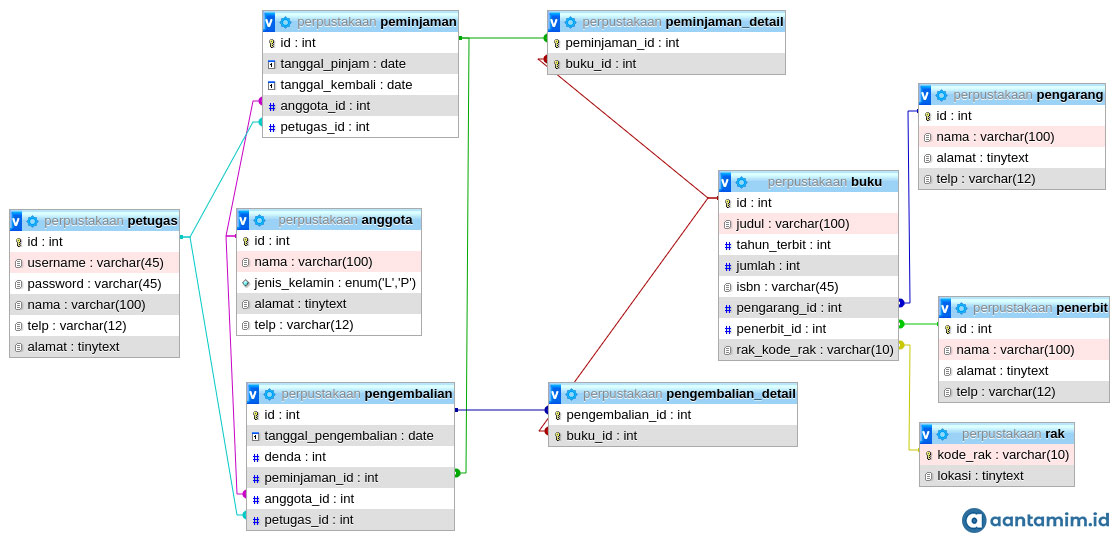 perpustakaan peminjaman
id : int
tanggal_pinjam : date
tanggal_kembali : date
anggota_id : int
petugas_id : int
perpustakaan peminjaman_detail
peminjaman_id : int
buku_id : int
perpustakaan pengarang
id : int
nama : varchar(100)
alamat : tinytext
telp : varchar(12)
perpustakaan buku
id : int
judul : varchar(100)
tahun_terbit : int
jumlah : int
isbn : varchar(45)
pengarang_id : int
penerbit_id : int
rak_kode_rak : varchar(10)
perpustakaan petugas
id : int
username : varchar(45)
password : varchar(45)
nama : varchar(100)
telp : varchar(12)
alamat : tinytext
perpustakaan anggota
id : int
nama : varchar(100)
jenis_kelamin : enum('L','P')
alamat : tinytext
telp : varchar(12)
perpustakaan penerbit
id : int
nama : varchar(100)
alamat : tinytext
telp : varchar(12)
perpustakaan pengembalian
id : int
tanggal_pengembalian : date
denda : int
peminjaman_id : int
anggota_id : int
petugas_id : int
perpustakaan pengembalian_detail
pengembalian_id : int
buku_id : int
perpustakaan rak
kode_rak : varchar(10)
lokasi : tinytext
aantamim.id